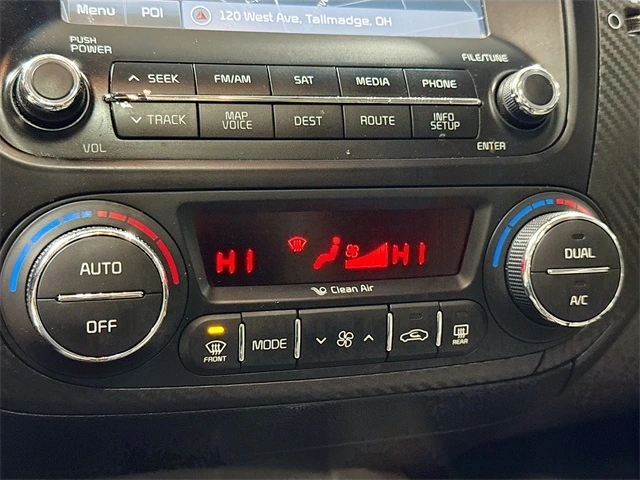 Menu POI 120 West Ave, Tallmadge, OH
PUSH
POWER
FILE/TUNE
SEEK FM/AM SAT MEDIA PHONE
TRACK MAP VOICE DEST ROUTE INFO SETUP
VOL ENTER
AUTO HI HI DUAL
OFF A/C
Clean Air
FRONT MODE REAR